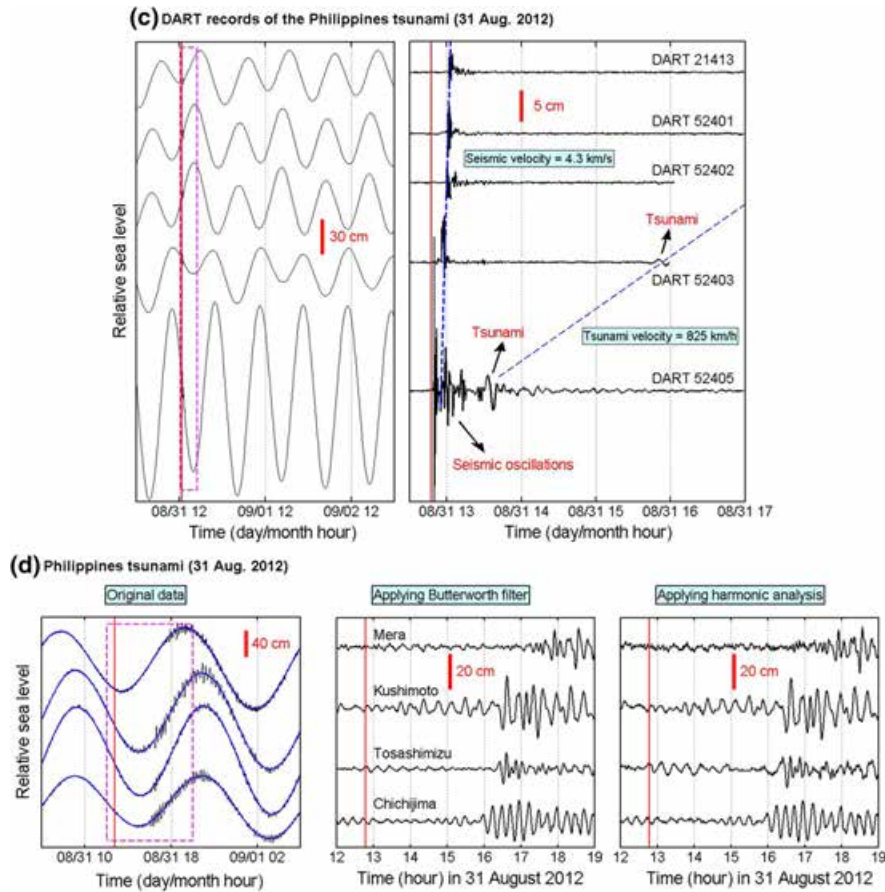 (c) DART records of the Philippines tsunami (31 Aug. 2012)
Relative sea level
30 cm
08/31 12 09/01 12 09/02 12
Time (day/month hour)
DART 21413
5 cm
DART 52401
Seismic velocity = 4.3 km/s
DART 52402
Tsunami
DART 52403
Tsunami
Tsunami velocity = 825 km/h
DART 52405
Seismic oscillations
08/31 13 08/31 14 08/31 15 08/31 16 08/31 17
Time (day/month hour)
(d) Philippines tsunami (31 Aug. 2012)
Original data
Relative sea level
40 cm
08/31 10 08/31 18 09/01 02
Time (day/month hour)
Applying Butterworth filter
Mera
20 cm
Kushimoto
Tosashimizu
Chichijima
12 13 14 15 16 17 18 19
Time (hour) in 31 August 2012
Applying harmonic analysis
20 cm
12 13 14 15 16 17 18 19
Time (hour) in 31 August 2012